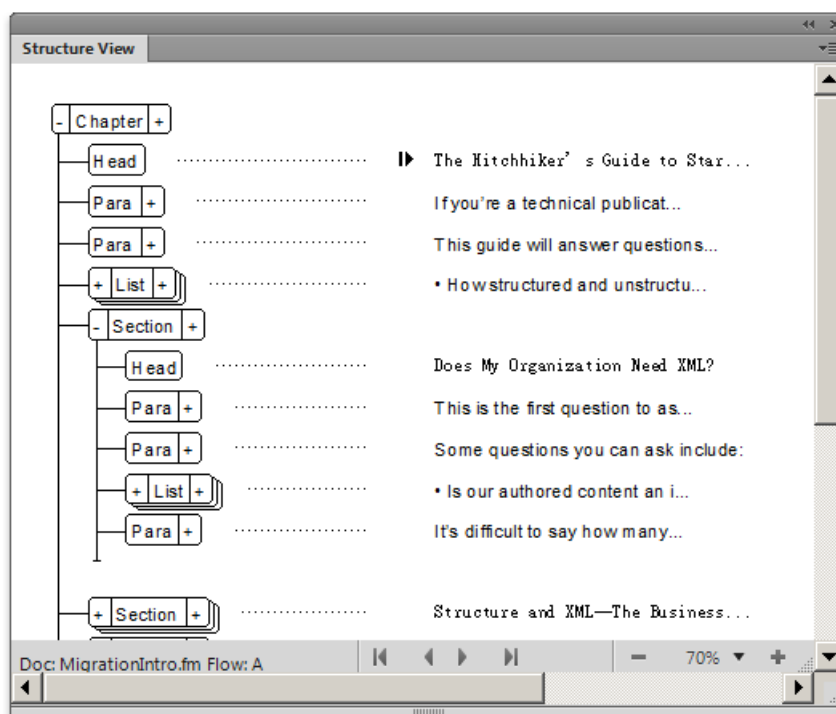 Structure View
- Chapter +
Head The Hitchhiker's Guide to Star...
Para + If you're a technical publicat...
Para + This guide will answer questions...
+ List + • How structured and unstructu...
- Section +
Head Does My Organization Need XML?
Para + This is the first question to as...
Para + Some questions you can ask include:
+ List + • Is our authored content an i...
Para + It's difficult to say how many...
+ Section + Structure and XML—The Business...
Doc: MigrationIntro.fm Flow: A 70%